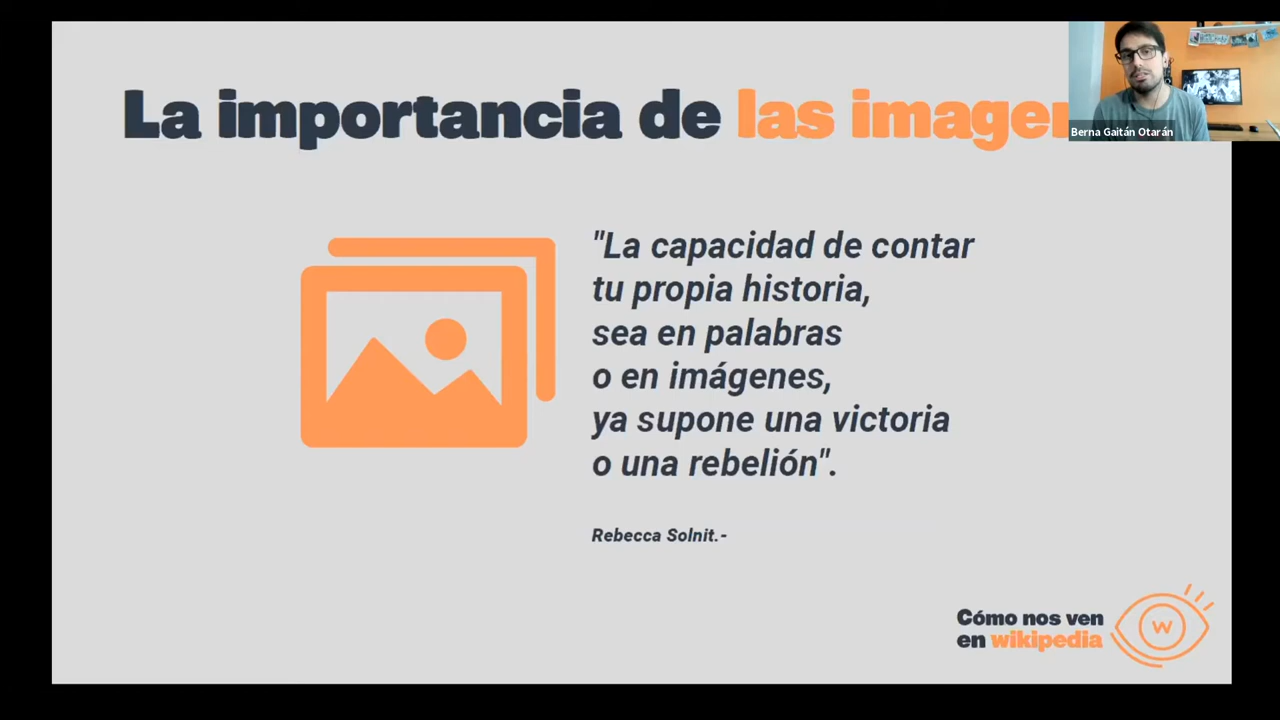 La importancia de las imagen
Berna Gaitán Otarán
"La capacidad de contar
tu propia historia,
sea en palabras
o en imágenes,
ya supone una victoria
o una rebelión".
Rebecca Solnit.-
Cómo nos ven
en wikipedia
W